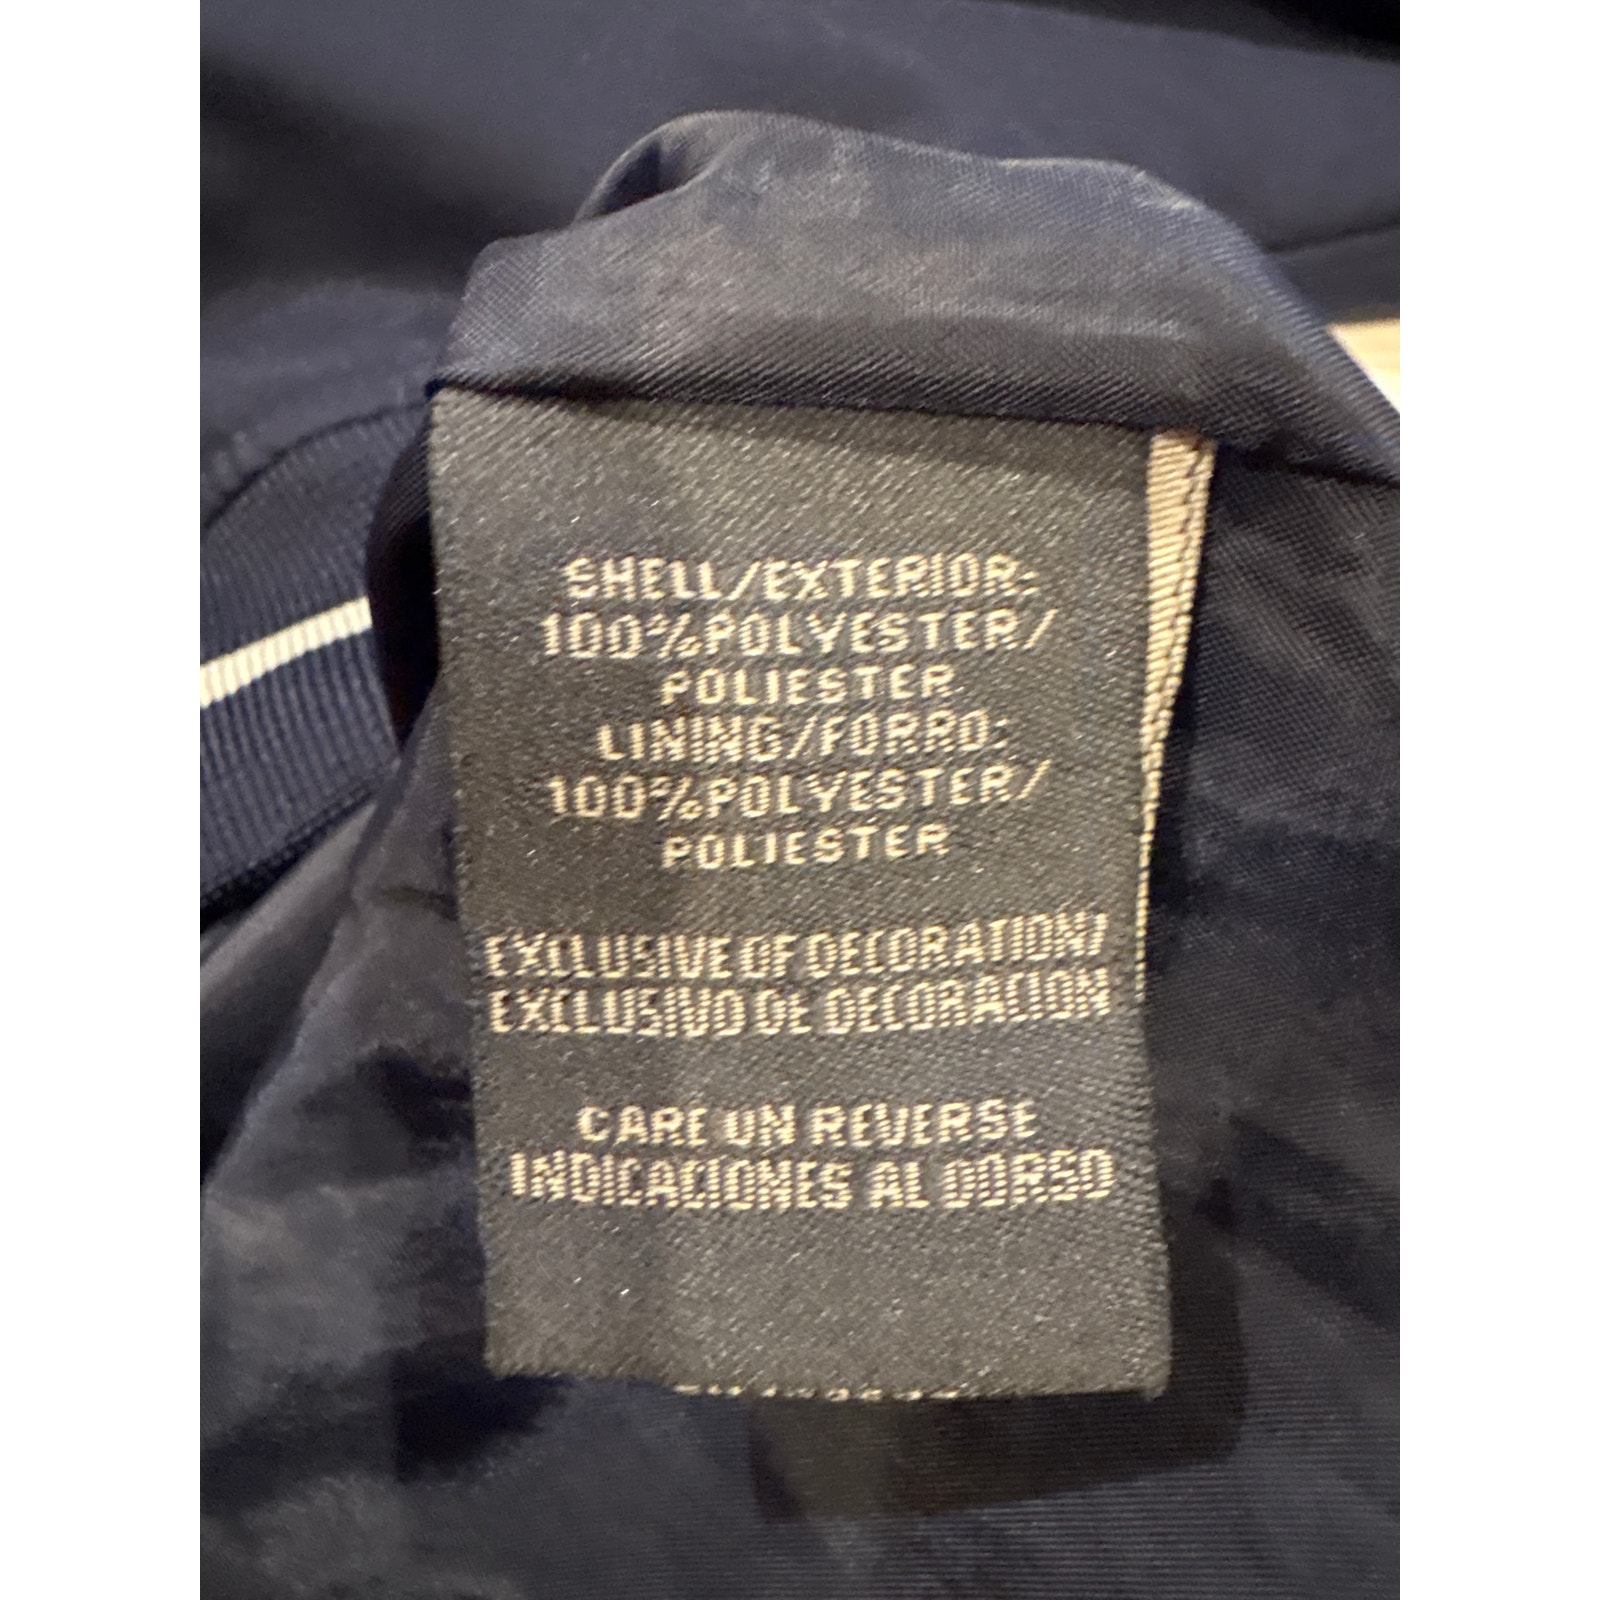 SHELL/EXTERIOR:
100%POLYESTER/
POLIESTER
LINING/FORRO:
100%POLYESTER/
POLIESTER
EXCLUSIVE OF DECORATION/
EXCLUSIVO DE DECORACION
CARE ON REVERSE
INDICACIONES AL DORSO